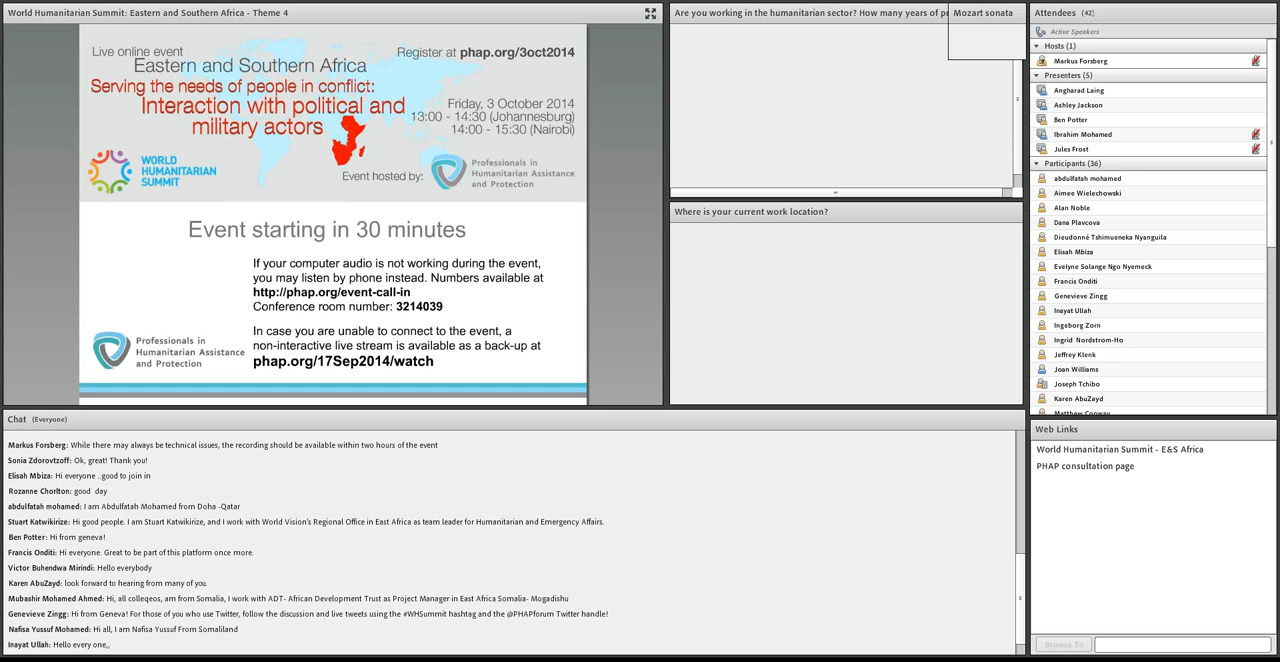 World Humanitarian Summit: Eastern and Southern Africa - Theme 4
Live online event
Eastern and Southern Africa
Register at phap.org/3oct2014
Serving the needs of people in conflict:
Interaction with political and
military actors
Friday, 3 October 2014
13:00 - 14:30 (Johannesburg)
14:00 - 15:30 (Nairobi)
WORLD
HUMANITARIAN
SUMMIT
Event hosted by:
Professionals in
Humanitarian Assistance
and Protection
Event starting in 30 minutes
If your computer audio is not working during the event,
you may listen by phone instead. Numbers available at
http://phap.org/event-call-in
Conference room number: 3214039
In case you are unable to connect to the event, a
non-interactive live stream is available as a back-up at
phap.org/17Sep2014/watch
Professionals in
Humanitarian Assistance
and Protection
Are you working in the humanitarian sector? How many years of
Mozart sonata
Where is your current work location?
Attendees (42)
Active Speakers
Hosts (1)
Markus Forsberg
Presenters (5)
Angharad Laing
Ashley Jackson
Ben Potter
Ibrahim Mohamed
Jules Frost
Participants (36)
abdulfatah mohamed
Aimee Wielechowski
Alan Noble
Dana Plavcova
Dieudonné Tshimueneka Nyanguila
Elisah Mbiza
Evelyne Solange Ngo Nyemeck
Francis Onditi
Genevieve Zingg
Inayat Ullah
Ingeborg Zorn
Ingrid Nordstrom-Ho
Jeffrey Klenk
Joan Williams
Joseph Tchibo
Karen AbuZayd
Matthew Conway
Chat (Everyone)
Markus Forsberg: While there may always be technical issues, the recording should be available within two hours of the event
Sonia Zdorovtzoff: Ok, great! Thank you!
Elisah Mbiza: Hi everyone ..good to join in
Rozanne Chorlton: good day
abdulfatah mohamed: I am Abdulfatah Mohamed from Doha -Qatar
Stuart Katwikirize: Hi good people. I am Stuart Katwikirize, and I work with World Vision's Regional Office in East Africa as team leader for Humanitarian and Emergency Affairs.
Ben Potter: Hi from geneva!
Francis Onditi: Hi everyone. Great to be part of this platform once more.
Victor Buhendwa Mirindi: Hello everybody
Karen AbuZayd: look forward to hearing from many of you.
Mubashir Mohamed Ahmed: Hi, all colleqeos, am from Somalia, I work with ADT- African Development Trust as Project Manager in East Africa Somalia- Mogadishu
Genevieve Zingg: Hi from Geneva! For those of you who use Twitter, follow the discussion and live tweets using the #WHSummit hashtag and the @PHAPforum Twitter handle!
Nafisa Yussuf Mohamed: Hi all, I am Nafisa Yussuf From Somaliland
Inayat Ullah: Hello every one,,
Web Links
World Humanitarian Summit - E&S Africa
PHAP consultation page
Browse To